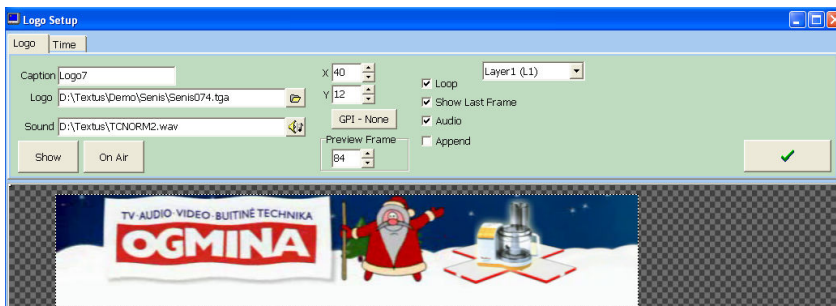 Logo Setup
Logo Time
Caption Logo7
Logo D:\Textus\Demo\Senis\Senis074.tga
Sound D:\Textus\TCNORM2.wav
Show On Air
X 40
Y 12
GPI - None
Preview Frame
84
Layer1 (L1)
Loop
Show Last Frame
Audio
Append
TV-AUDIO-VIDEO-BUITINĖ TECHNIKA
OGMINA